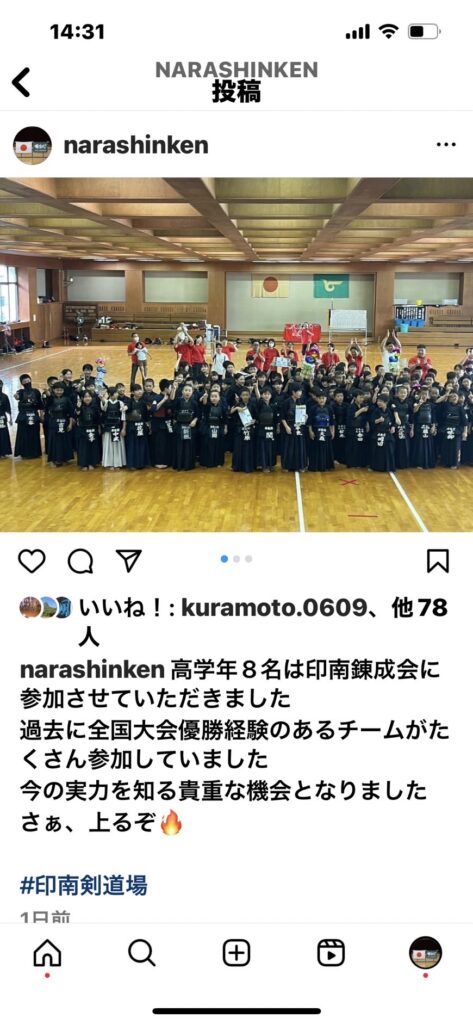 14:31
NARASHINKEN
投稿
narashinken
いいね！: kuramoto.0609、他78
人
narashinken 高学年８名は印南錬成会に
参加させていただきました
過去に全国大会優勝経験のあるチームがた
くさん参加していました
今の実力を知る貴重な機会となりました
さぁ、上るぞ🔥
#印南剣道場
1日前